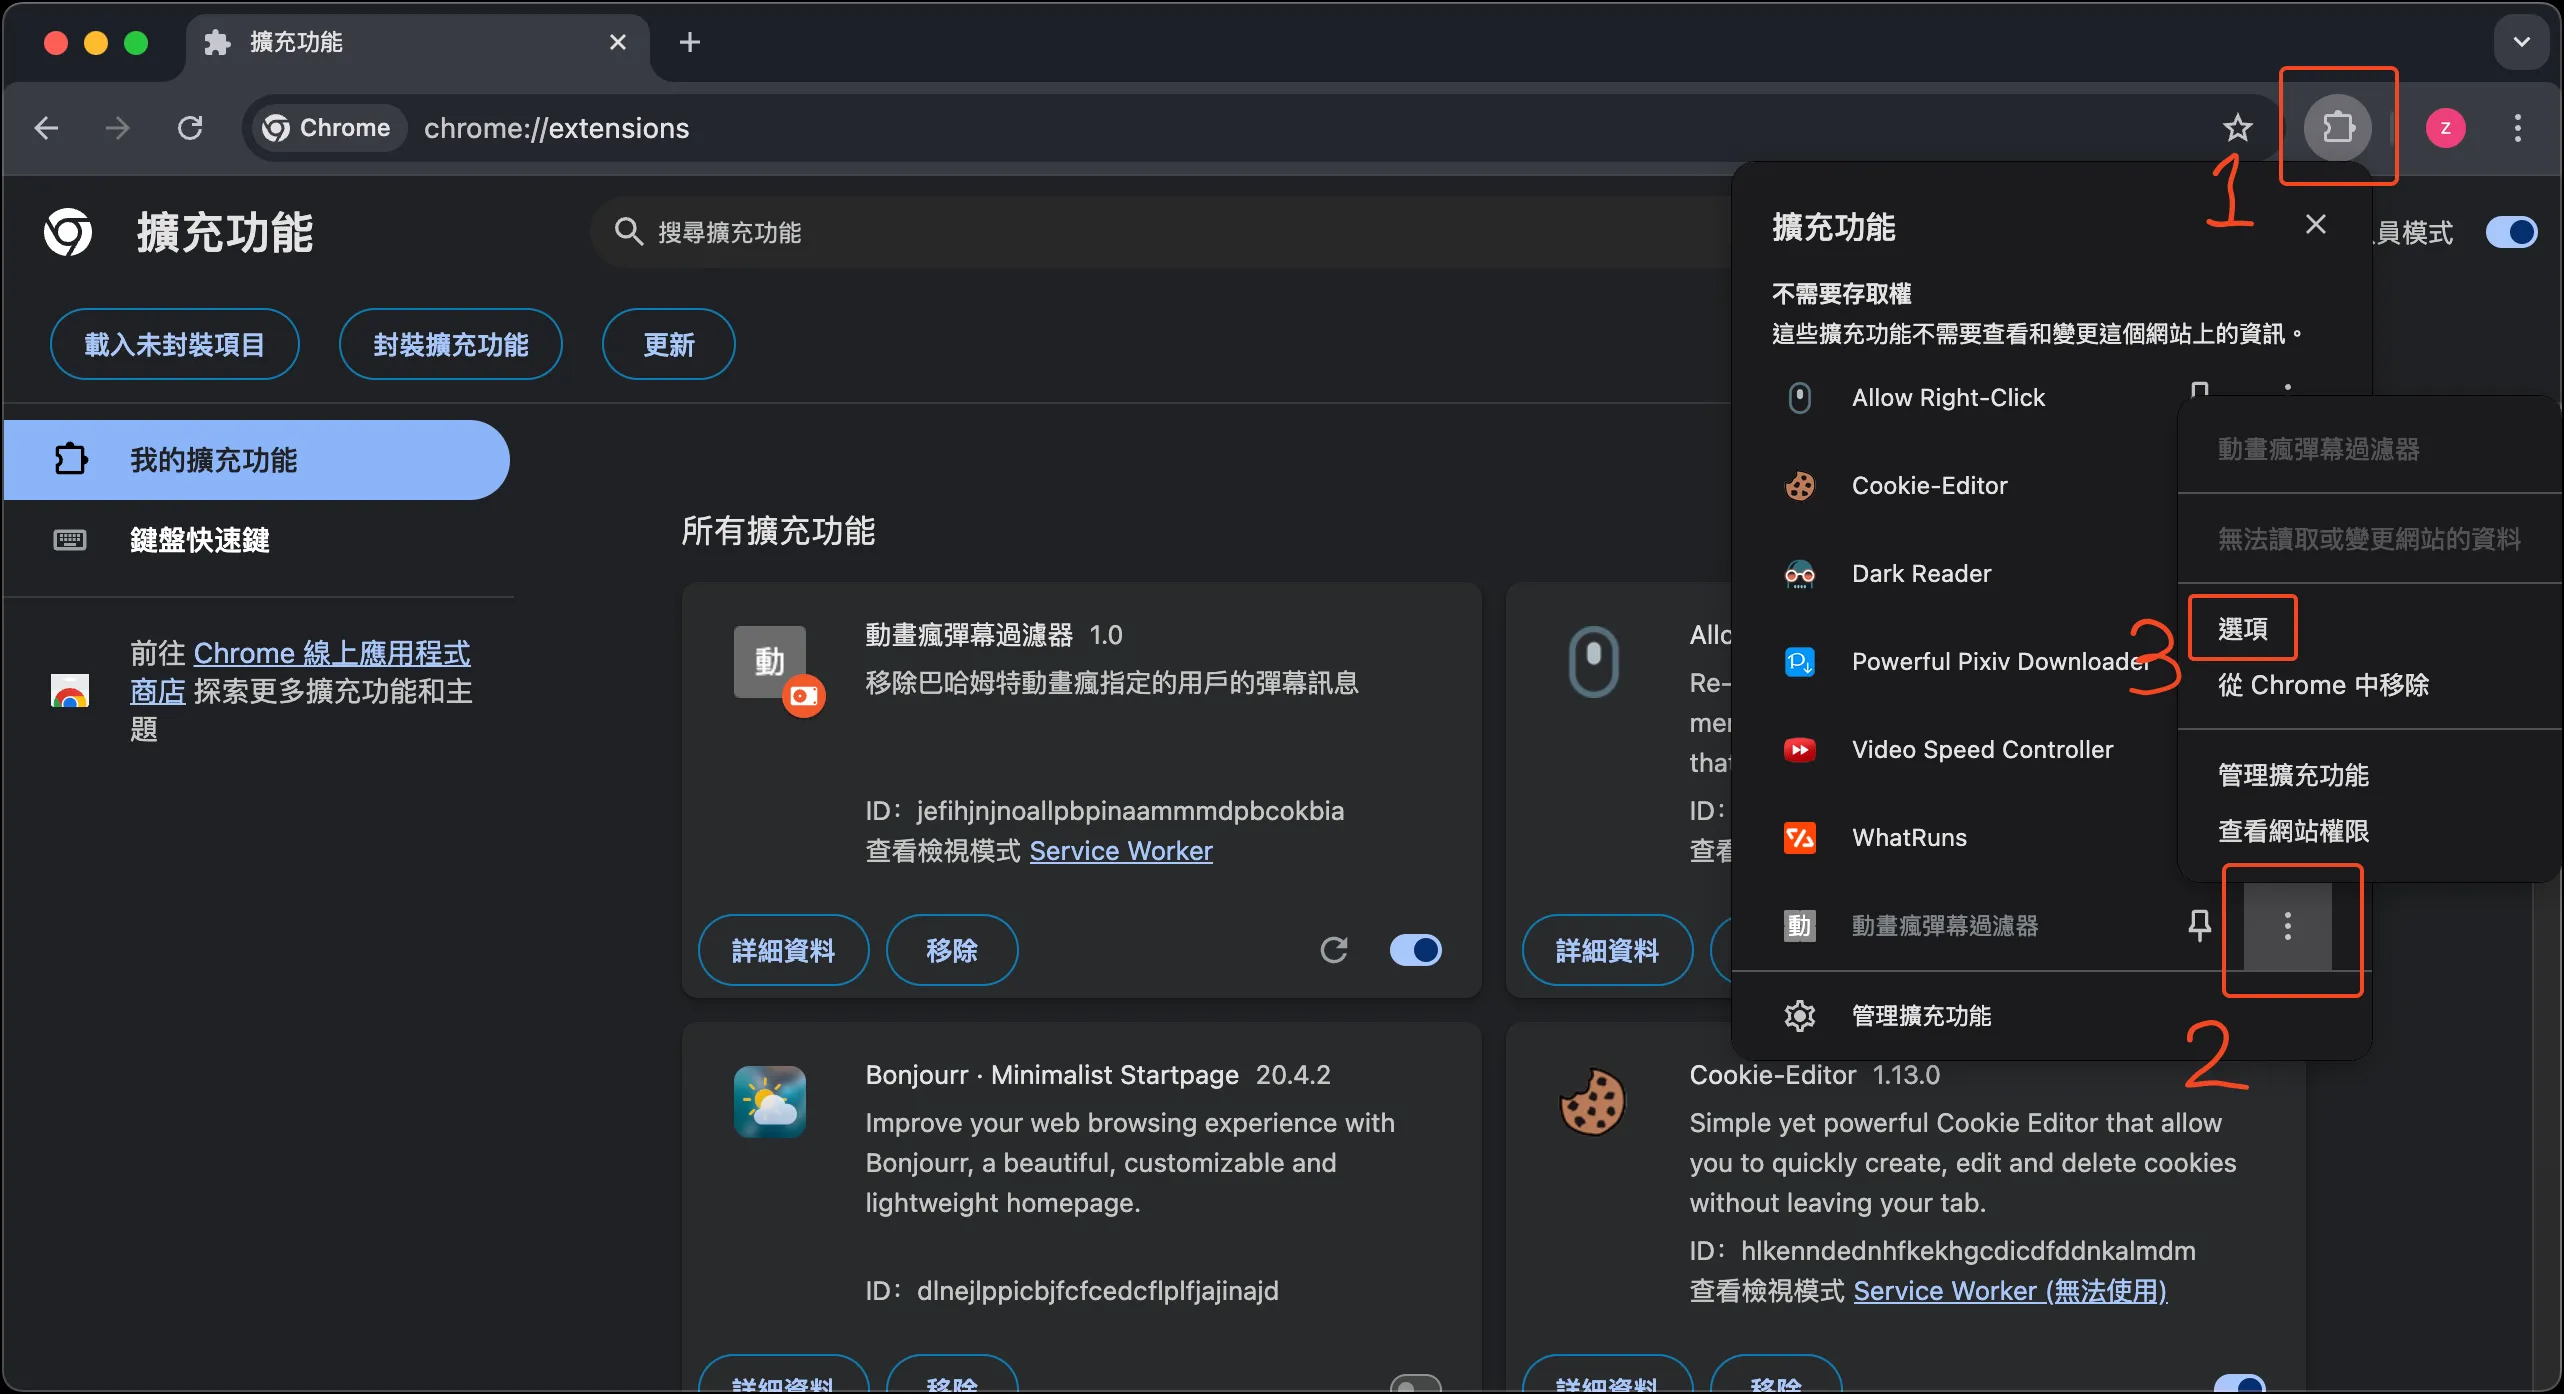 擴充功能
Chrome
chrome://extensions
z
1
擴充功能
搜尋擴充功能
員模式
載入未封裝項目
封裝擴充功能
更新
我的擴充功能
鍵盤快速鍵
前往 Chrome 線上應用程式
商店 探索更多擴充功能和主
題
所有擴充功能
動
動畫瘋彈幕過濾器 1.0
移除巴哈姆特動畫瘋指定的用戶的彈幕訊息
ID：jefihjnjnoallpbpinaammmdpbcokbia
查看檢視模式 Service Worker
詳細資料
移除
Allo
Re-
mer
that
ID：
查看
詳細資料
Bonjourr · Minimalist Startpage 20.4.2
Improve your web browsing experience with
Bonjourr, a beautiful, customizable and
lightweight homepage.
ID：dlnejlppicbjfcfcedcflplfjajinajd
詳細資料
移除
Cookie-Editor 1.13.0
Simple yet powerful Cookie Editor that allow
you to quickly create, edit and delete cookies
without leaving your tab.
ID：hlkenndednhfkekhgcdicdfddnkalmdm
查看檢視模式 Service Worker (無法使用)
詳細資料
移除
擴充功能
不需要存取權
這些擴充功能不需要查看和變更這個網站上的資訊。
Allow Right-Click
Cookie-Editor
Dark Reader
Powerful Pixiv Downloader
Video Speed Controller
WhatRuns
動
動畫瘋彈幕過濾器
管理擴充功能
2
動畫瘋彈幕過濾器
無法讀取或變更網站的資料
3
選項
從 Chrome 中移除
管理擴充功能
查看網站權限